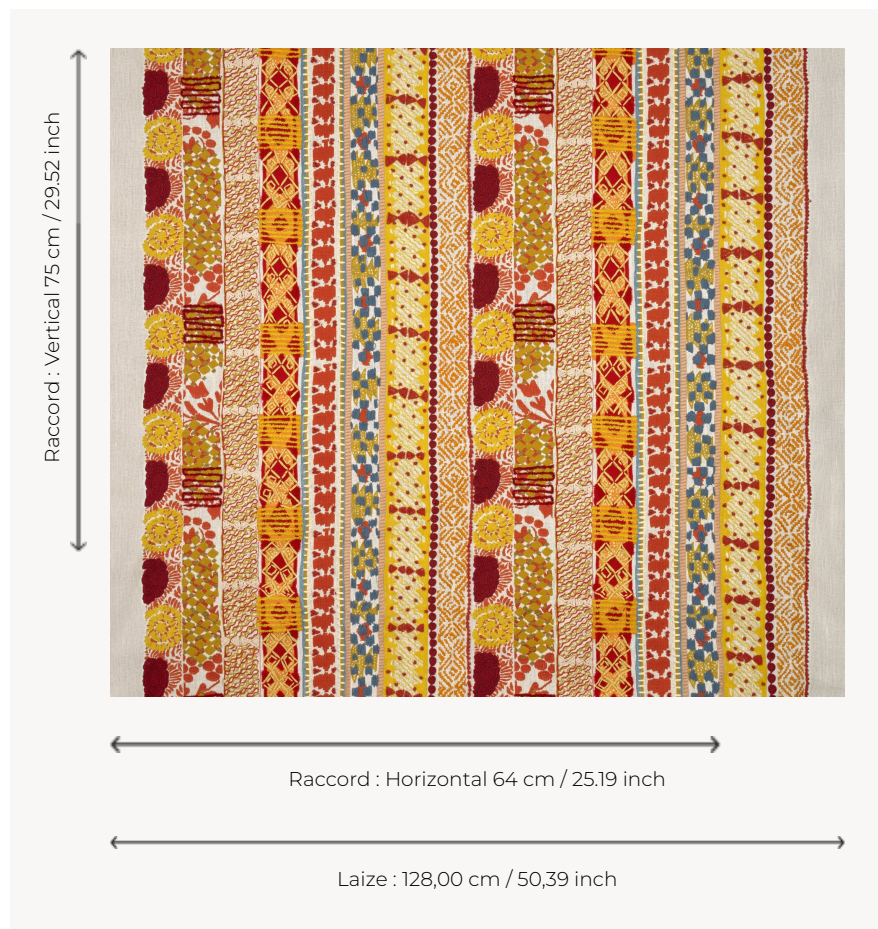 Raccord : Vertical 75 cm / 29.52 inch
Raccord : Horizontal 64 cm / 25.19 inch
Laize : 128,00 cm / 50,39 inch